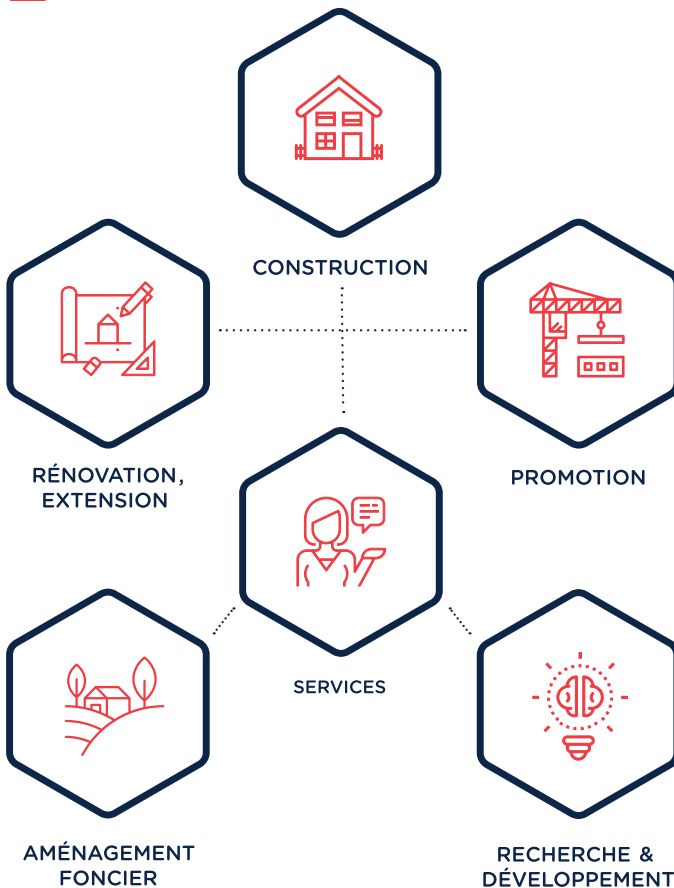 CONSTRUCTION
RÉNOVATION,
EXTENSION
PROMOTION
SERVICES
AMÉNAGEMENT
FONCIER
RECHERCHE &
DÉVELOPPEMENT